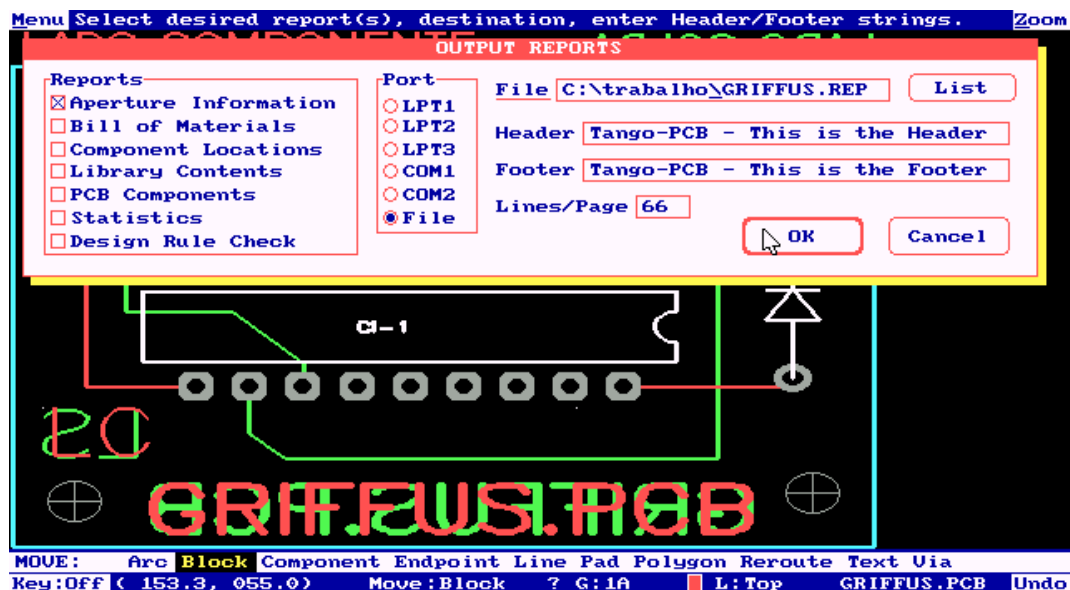 Menu Select desired report(s), destination, enter Header/Footer strings. Zoom
OUTPUT REPORTS
Reports
Aperture Information
Bill of Materials
Component Locations
Library Contents
PCB Components
Statistics
Design Rule Check
Port
LPT1
LPT2
LPT3
COM1
COM2
File
File C:\trabalho\GRIFFUS.REP List
Header Tango-PCB - This is the Header
Footer Tango-PCB - This is the Footer
Lines/Page 66
OK Cancel
CI-1
GRIFFUS.PCB
MOVE: Arc Block Component Endpoint Line Pad Polygon Reroute Text Via
Key:Off ( 153.3, 055.0) Move:Block ? G:1A L:Top GRIFFUS.PCB Undo